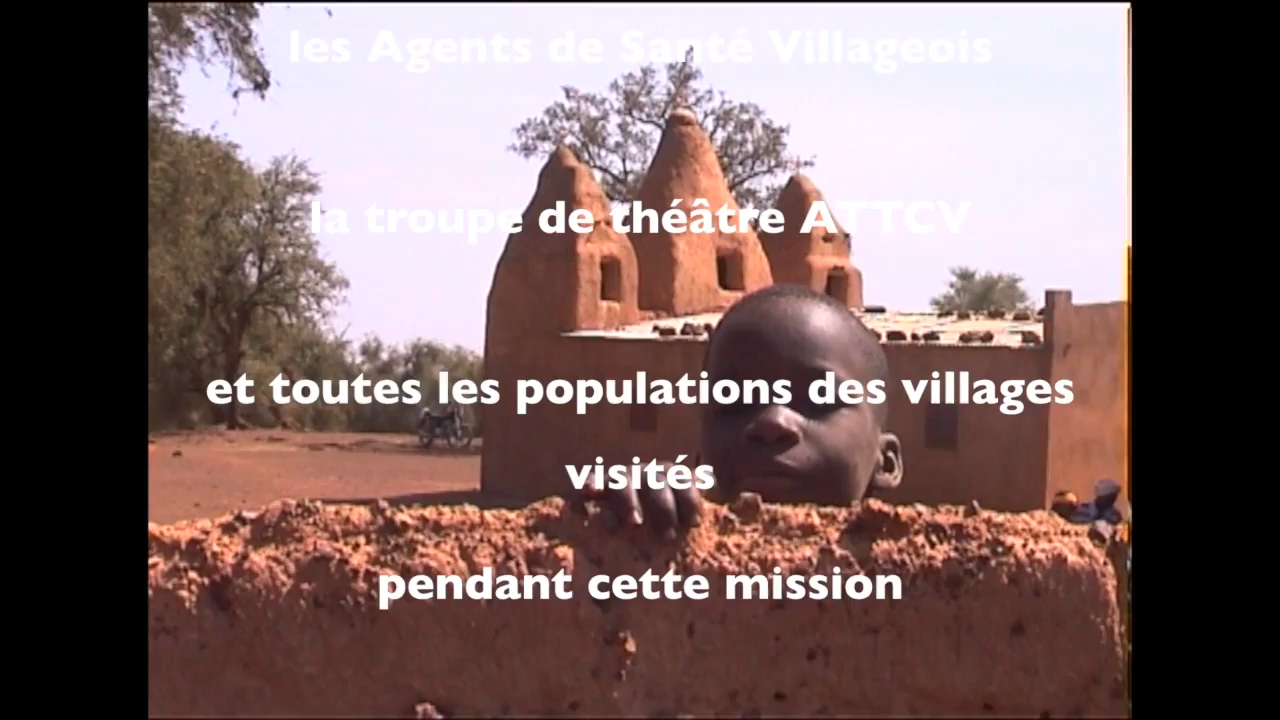 les Agents de Santé Villageois
la troupe de théâtre ATTCV
et toutes les populations des villages
visités
pendant cette mission